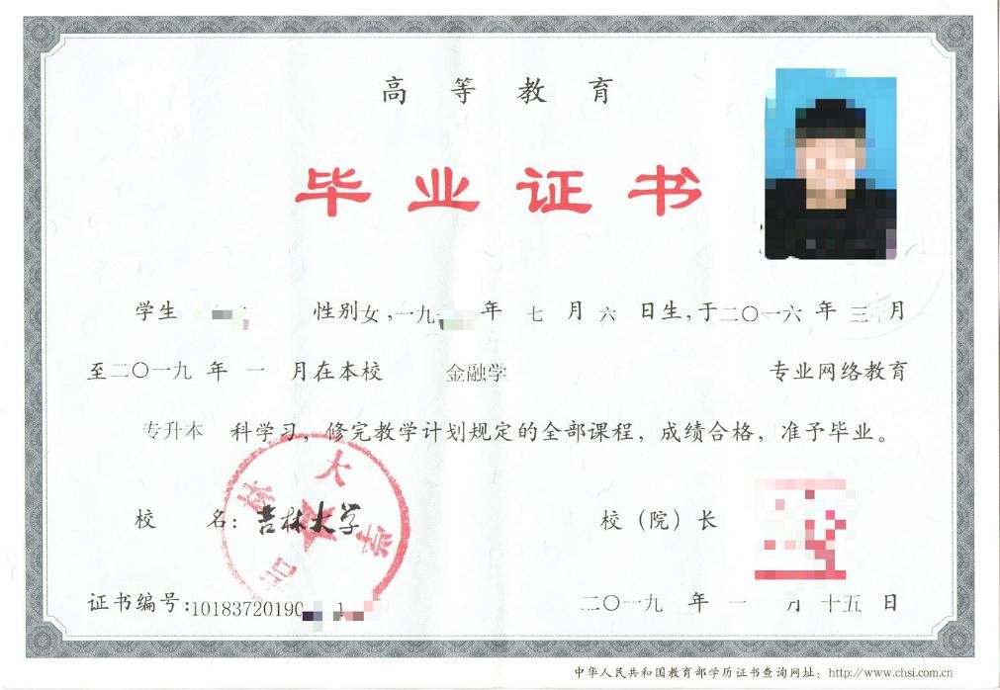 高等教育
毕业证书
学生 性别女,一九 年 七 月 六 日生,于二〇一六 年 三 月
至二〇一九 年 一 月在本校 金融学 专业网络教育
专升本 科学习,修完教学计划规定的全部课程,成绩合格,准予毕业。
校 名:吉林大学 校(院)长
吉林大学
证书编号:10183720190 1 二〇一九 年 一 月 十五 日
中华人民共和国教育部学历证书查询网址:http://www.chsi.com.cn